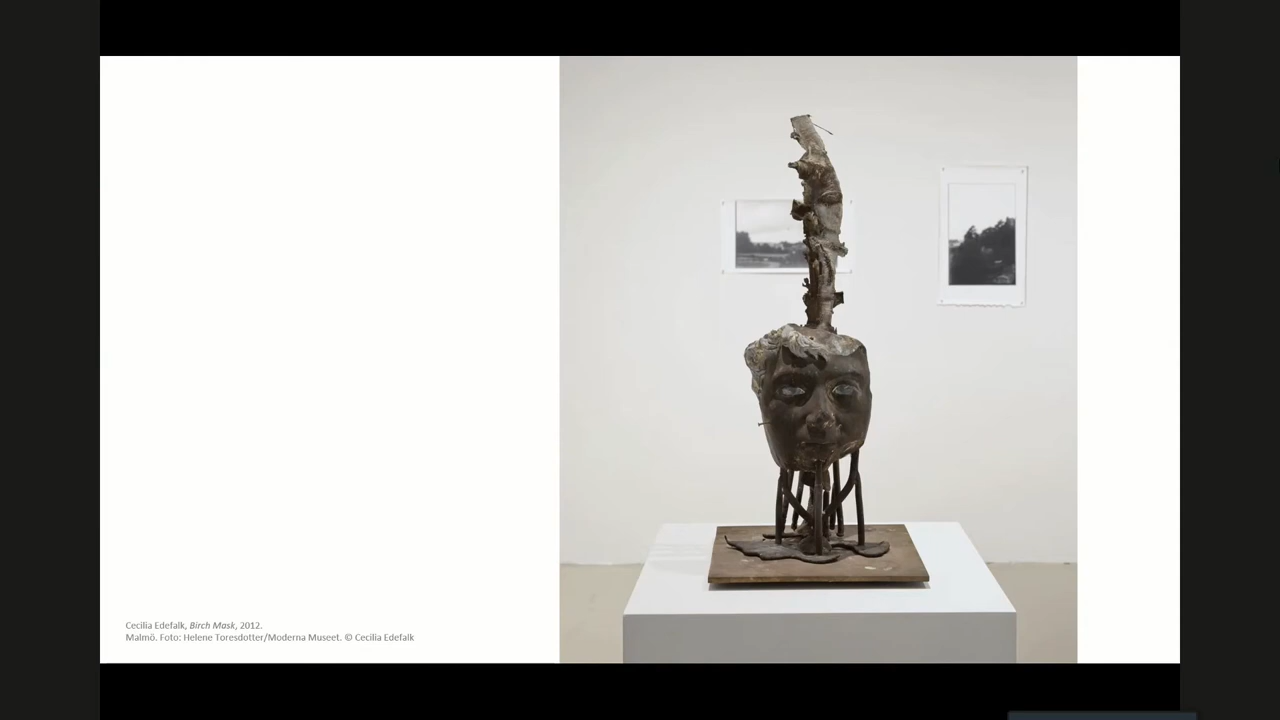 Cecilia Edefalk, Birch Mask, 2012.
Malmö. Foto: Helene Toresdotter/Moderna Museet. © Cecilia Edefalk